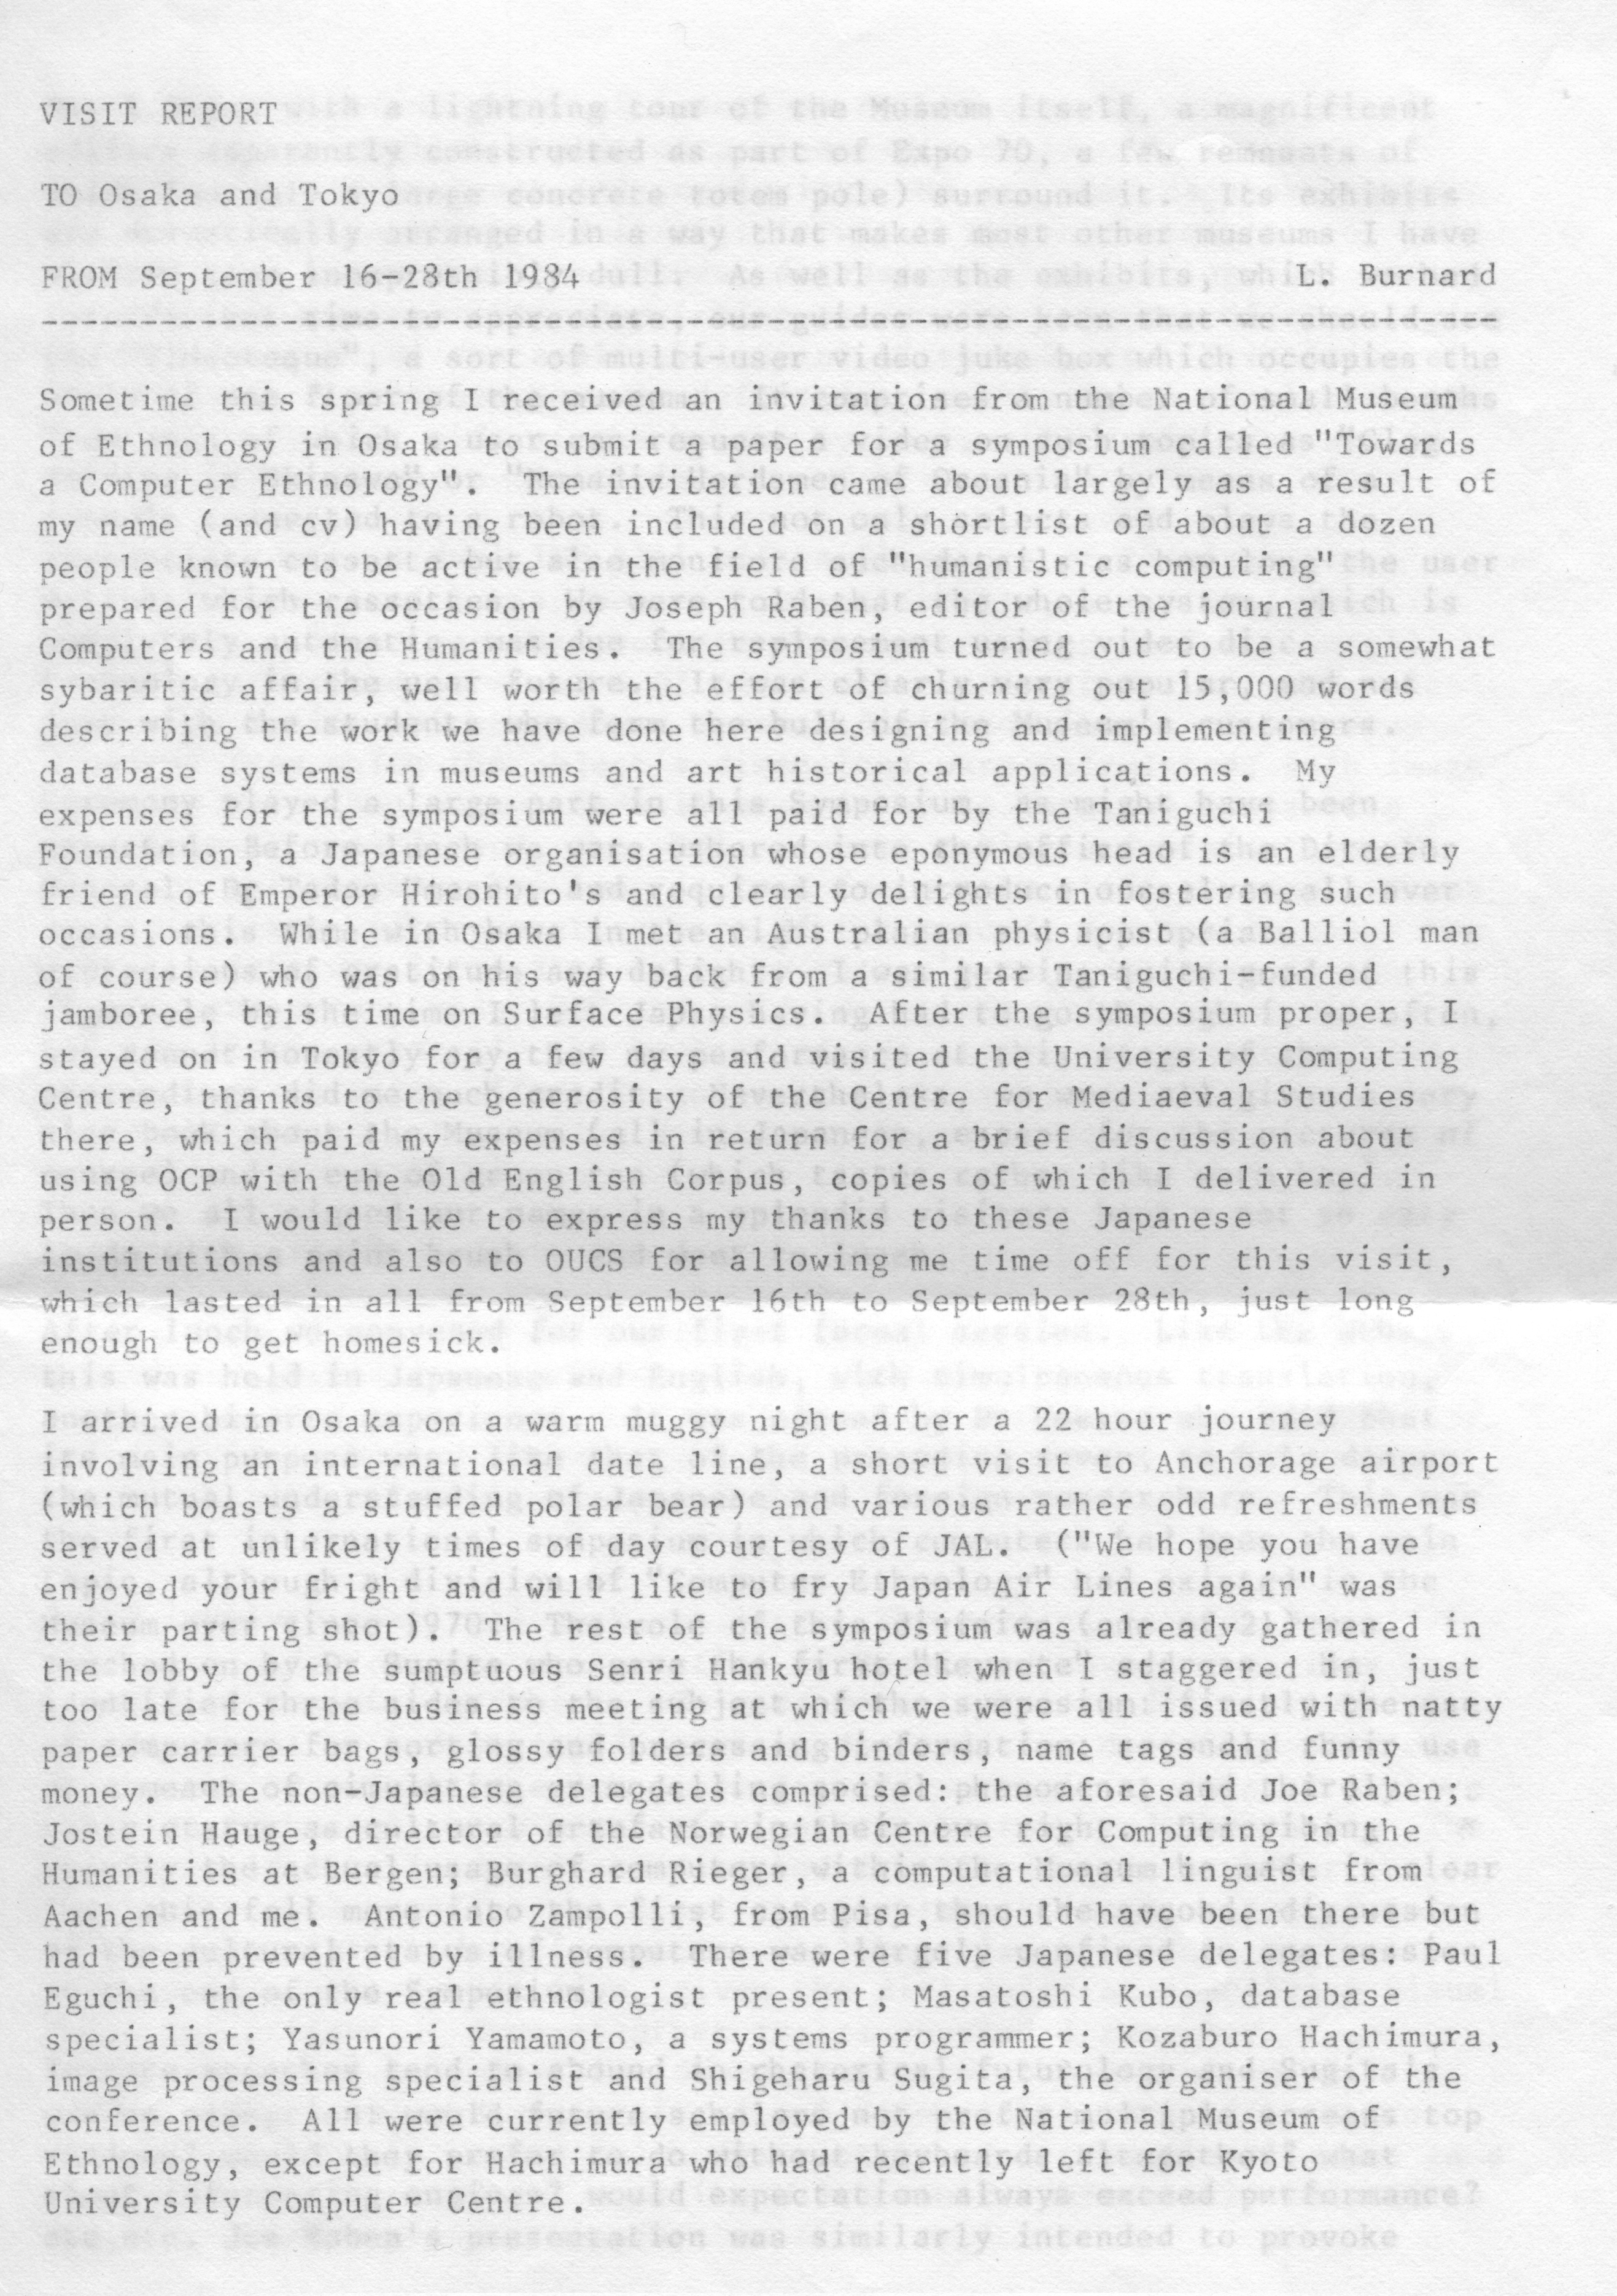 VISIT REPORT
TO Osaka and Tokyo
FROM September 16-28th 1984 L. Burnard
------------------------------------------------------------------------
Sometime this spring I received an invitation from the National Museum
of Ethnology in Osaka to submit a paper for a symposium called "Towards
a Computer Ethnology". The invitation came about largely as a result of
my name (and cv) having been included on a shortlist of about a dozen
people known to be active in the field of "humanistic computing"
prepared for the occasion by Joseph Raben, editor of the journal
Computers and the Humanities. The symposium turned out to be a somewhat
sybaritic affair, well worth the effort of churning out 15,000 words
describing the work we have done here designing and implementing
database systems in museums and art historical applications. My
expenses for the symposium were all paid for by the Taniguchi
Foundation, a Japanese organisation whose eponymous head is an elderly
friend of Emperor Hirohito's and clearly delights in fostering such
occasions. While in Osaka I met an Australian physicist (a Balliol man
of course) who was on his way back from a similar Taniguchi-funded
jamboree, this time on Surface Physics. After the symposium proper, I
stayed on in Tokyo for a few days and visited the University Computing
Centre, thanks to the generosity of the Centre for Mediaeval Studies
there, which paid my expenses in return for a brief discussion about
using OCP with the Old English Corpus, copies of which I delivered in
person. I would like to express my thanks to these Japanese
institutions and also to OUCS for allowing me time off for this visit,
which lasted in all from September 16th to September 28th, just long
enough to get homesick.
I arrived in Osaka on a warm muggy night after a 22 hour journey
involving an international date line, a short visit to Anchorage airport
(which boasts a stuffed polar bear) and various rather odd refreshments
served at unlikely times of day courtesy of JAL. ("We hope you have
enjoyed your fright and will like to fry Japan Air Lines again" was
their parting shot). The rest of the symposium was already gathered in
the lobby of the sumptuous Senri Hankyu hotel when I staggered in, just
too late for the business meeting at which we were all issued with natty
paper carrier bags, glossy folders and binders, name tags and funny
money. The non-Japanese delegates comprised: the aforesaid Joe Raben;
Jostein Hauge, director of the Norwegian Centre for Computing in the
Humanities at Bergen; Burghard Rieger, a computational linguist from
Aachen and me. Antonio Zampolli, from Pisa, should have been there but
had been prevented by illness. There were five Japanese delegates: Paul
Eguchi, the only real ethnologist present; Masatoshi Kubo, database
specialist; Yasunori Yamamoto, a systems programmer; Kozaburo Hachimura,
image processing specialist and Shigeharu Sugita, the organiser of the
conference. All were currently employed by the National Museum of
Ethnology, except for Hachimura who had recently left for Kyoto
University Computer Centre.